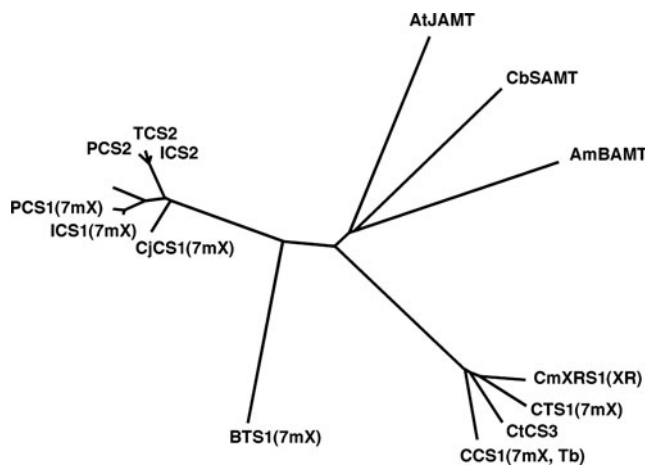 AtJAMT
CbSAMT
AmBAMT
TCS2
PCS2
ICS2
PCS1(7mX)
ICS1(7mX)
CjCS1(7mX)
BTS1(7mX)
CmXRS1(XR)
CTS1(7mX)
CtCS3
CCS1(7mX, Tb)